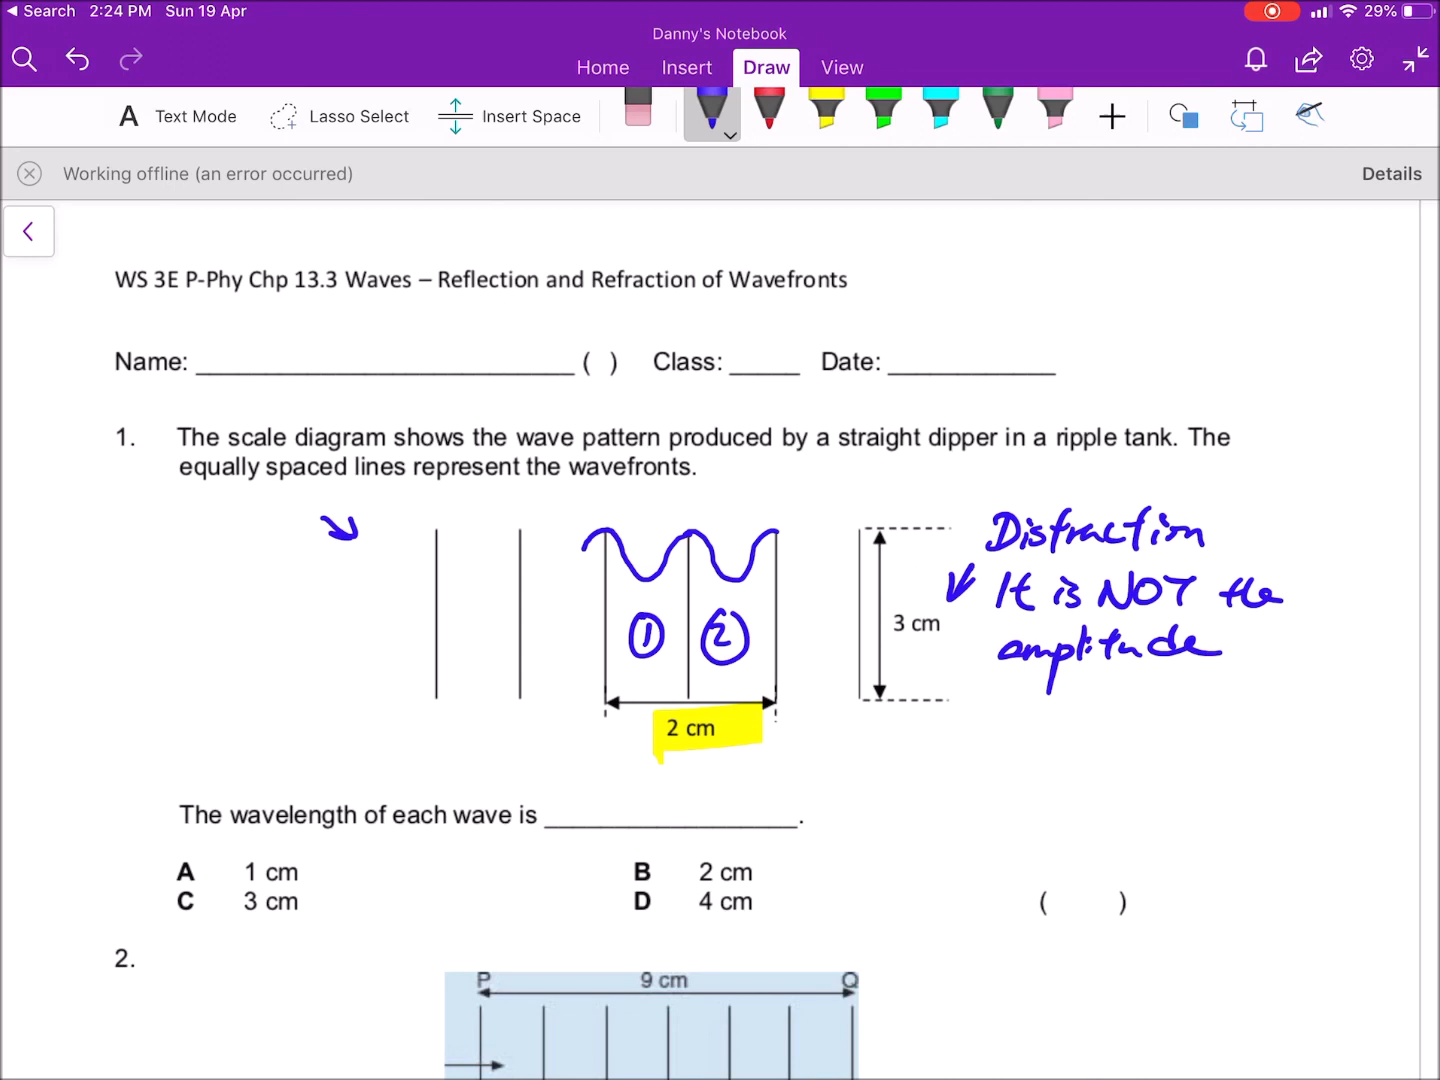 Search 2:24 PM Sun 19 Apr 29%
Danny's Notebook
Home Insert Draw View
A Text Mode Lasso Select Insert Space
Working offline (an error occurred) Details
WS 3E P-Phy Chp 13.3 Waves – Reflection and Refraction of Wavefronts
Name: ____________________________ ( ) Class: _____ Date: ____________
1. The scale diagram shows the wave pattern produced by a straight dipper in a ripple tank. The
equally spaced lines represent the wavefronts.
Distraction
It is NOT the
amplitude
3 cm
1 2
2 cm
The wavelength of each wave is __________________.
A 1 cm B 2 cm
C 3 cm D 4 cm ( )
2.
P 9 cm Q